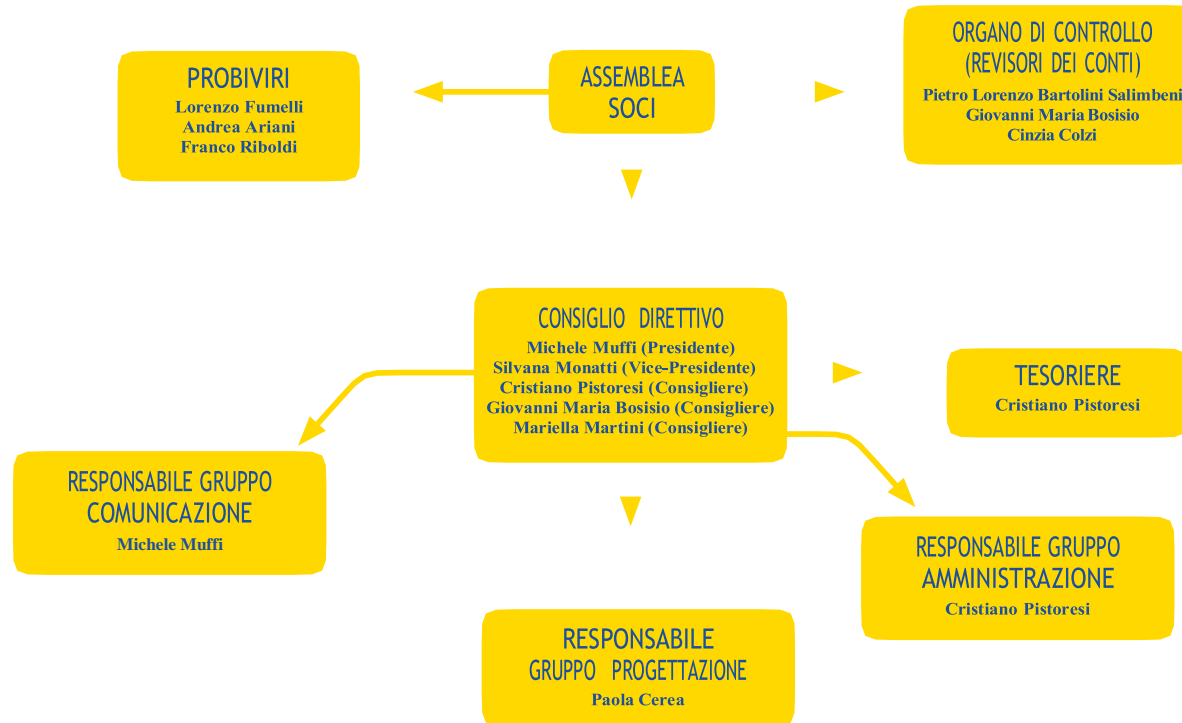 PROBIVIRI
Lorenzo Fumelli
Andrea Ariani
Franco Riboldi
ASSEMBLEA
SOCI
ORGANO DI CONTROLLO
(REVISORI DEI CONTI)
Pietro Lorenzo Bartolini Salimbeni
Giovanni Maria Bosisio
Cinzia Colzi
CONSIGLIO DIRETTIVO
Michele Muffi (Presidente)
Silvana Monatti (Vice-Presidente)
Cristiano Pistoresi (Consigliere)
Giovanni Maria Bosisio (Consigliere)
Mariella Martini (Consigliere)
TESORIERE
Cristiano Pistoresi
RESPONSABILE GRUPPO
COMUNICAZIONE
Michele Muffi
RESPONSABILE GRUPPO
AMMINISTRAZIONE
Cristiano Pistoresi
RESPONSABILE
GRUPPO PROGETTAZIONE
Paola Cerea